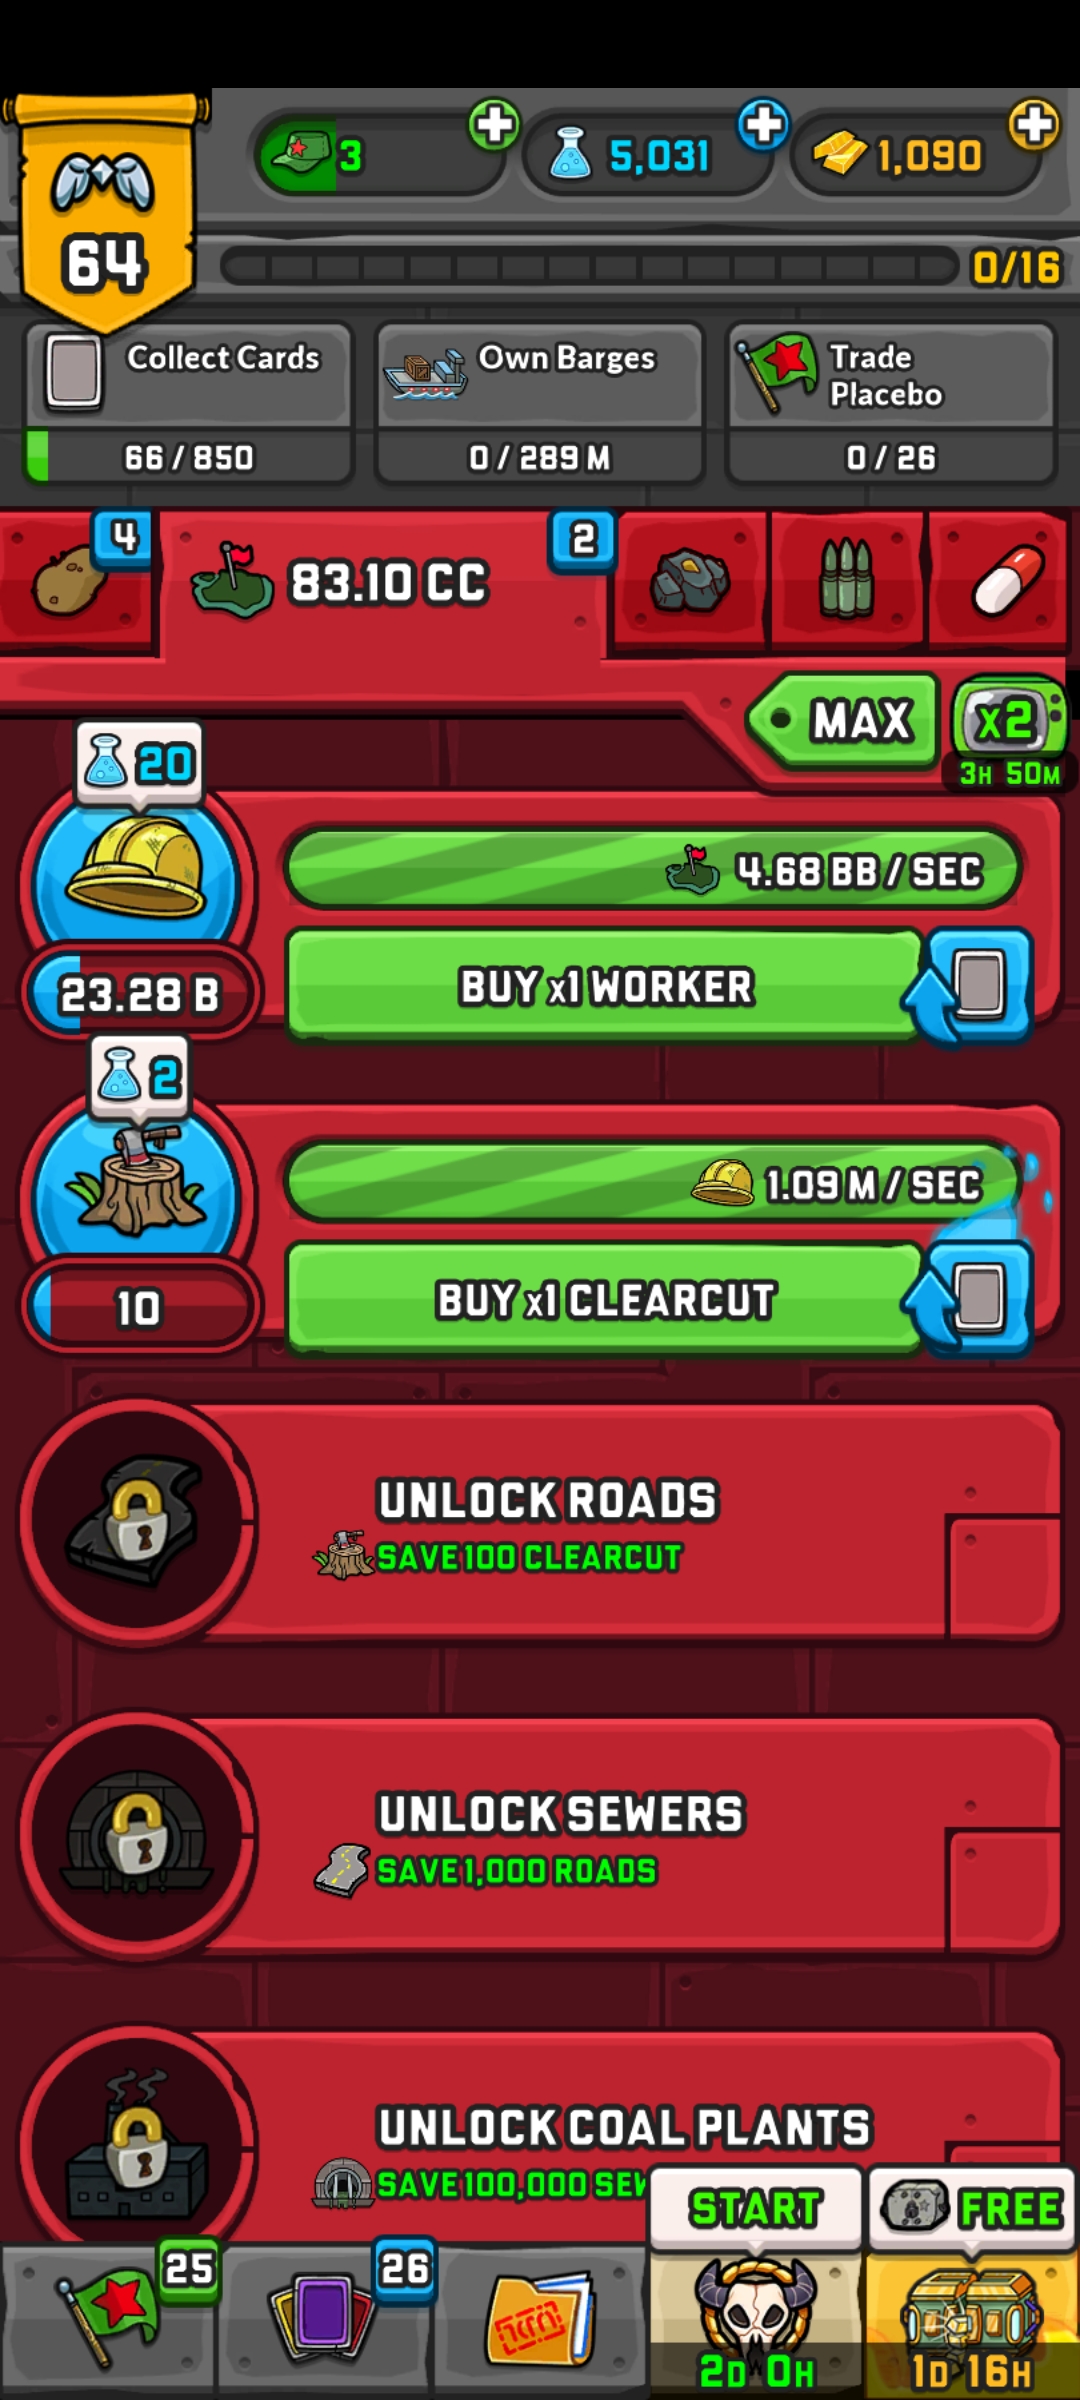 3
5,031
1,090
64
0/16
Collect Cards
66 / 850
Own Barges
0 / 289 M
Trade
Placebo
0 / 26
4
83.10 CC
2
MAX
x2
3H 50M
20
4.68 BB / SEC
23.28 B
BUY x1 WORKER
2
1.09 M / SEC
10
BUY x1 CLEARCUT
UNLOCK ROADS
SAVE 100 CLEARCUT
UNLOCK SEWERS
SAVE 1,000 ROADS
UNLOCK COAL PLANTS
SAVE 100,000 SEW
START
FREE
25
26
2D 0H
1D 16H